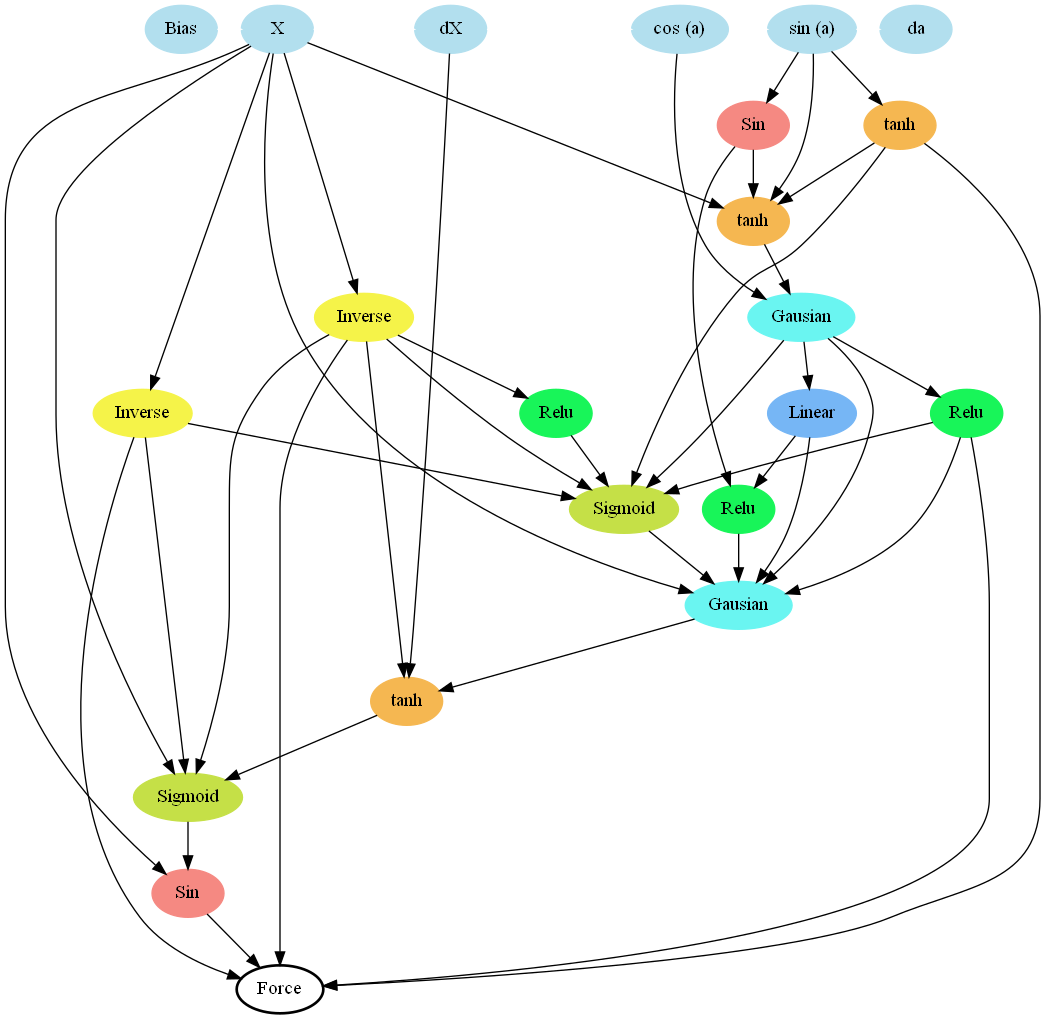 Bias X dX cos (a) sin (a) da
Sin tanh
tanh
Inverse Gausian
Inverse Relu Linear Relu
Sigmoid Relu
Gausian
tanh
Sigmoid
Sin
Force